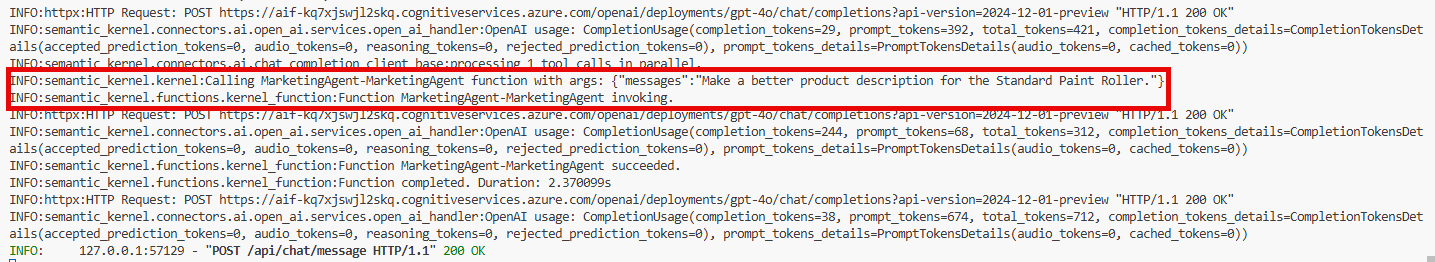 INFO:httpx:HTTP Request: POST https://aif-kq7xjswjl2skq.cognitiveservices.azure.com/openai/deployments/gpt-4o/chat/completions?api-version=2024-12-01-preview "HTTP/1.1 200 OK"
INFO:semantic_kernel.connectors.ai.open_ai.services.open_ai_handler:OpenAI usage: CompletionUsage(completion_tokens=29, prompt_tokens=392, total_tokens=421, completion_tokens_details=CompletionTokensDet
ails(accepted_prediction_tokens=0, audio_tokens=0, reasoning_tokens=0, rejected_prediction_tokens=0), prompt_tokens_details=PromptTokensDetails(audio_tokens=0, cached_tokens=0))
INFO:semantic_kernel.connectors.ai.chat_completion_client_base:processing 1 tool calls in parallel.
INFO:semantic_kernel.kernel:Calling MarketingAgent-MarketingAgent function with args: {"messages":"Make a better product description for the Standard Paint Roller."}
INFO:semantic_kernel.functions.kernel_function:Function MarketingAgent-MarketingAgent invoking.
INFO:httpx:HTTP Request: POST https://aif-kq7xjswjl2skq.cognitiveservices.azure.com/openai/deployments/gpt-4o/chat/completions?api-version=2024-12-01-preview "HTTP/1.1 200 OK"
INFO:semantic_kernel.connectors.ai.open_ai.services.open_ai_handler:OpenAI usage: CompletionUsage(completion_tokens=244, prompt_tokens=68, total_tokens=312, completion_tokens_details=CompletionTokensDet
ails(accepted_prediction_tokens=0, audio_tokens=0, reasoning_tokens=0, rejected_prediction_tokens=0), prompt_tokens_details=PromptTokensDetails(audio_tokens=0, cached_tokens=0))
INFO:semantic_kernel.functions.kernel_function:Function MarketingAgent-MarketingAgent succeeded.
INFO:semantic_kernel.functions.kernel_function:Function completed. Duration: 2.370099s
INFO:httpx:HTTP Request: POST https://aif-kq7xjswjl2skq.cognitiveservices.azure.com/openai/deployments/gpt-4o/chat/completions?api-version=2024-12-01-preview "HTTP/1.1 200 OK"
INFO:semantic_kernel.connectors.ai.open_ai.services.open_ai_handler:OpenAI usage: CompletionUsage(completion_tokens=38, prompt_tokens=674, total_tokens=712, completion_tokens_details=CompletionTokensDet
ails(accepted_prediction_tokens=0, audio_tokens=0, reasoning_tokens=0, rejected_prediction_tokens=0), prompt_tokens_details=PromptTokensDetails(audio_tokens=0, cached_tokens=0))
INFO:     127.0.0.1:57129 - "POST /api/chat/message HTTP/1.1" 200 OK